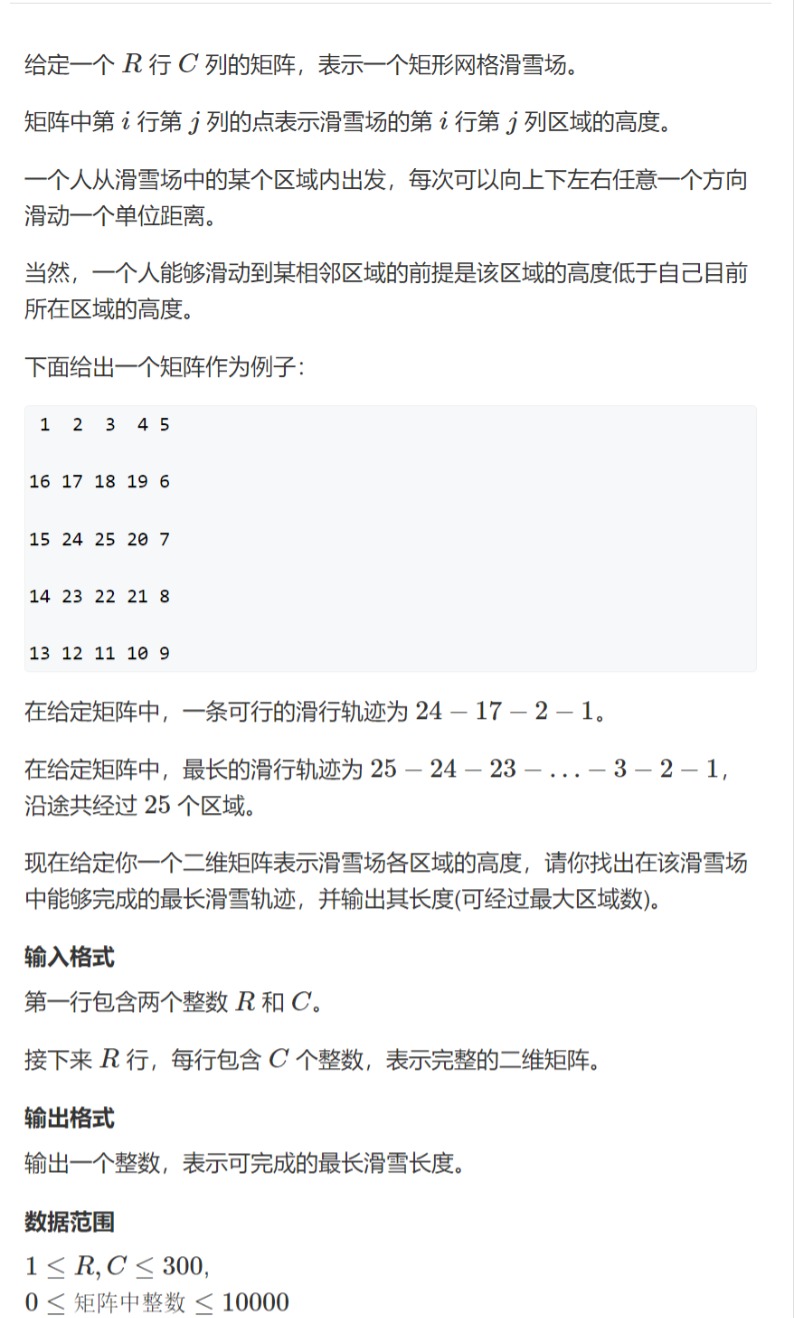 给定一个 R 行 C 列的矩阵，表示一个矩形网格滑雪场。
矩阵中第 i 行第 j 列的点表示滑雪场的第 i 行第 j 列区域的高度。
一个人从滑雪场中的某个区域内出发，每次可以向上下左右任意一个方向
滑动一个单位距离。
当然，一个人能够滑动到某相邻区域的前提是该区域的高度低于自己目前
所在区域的高度。
下面给出一个矩阵作为例子：
1 2 3 4 5
16 17 18 19 6
15 24 25 20 7
14 23 22 21 8
13 12 11 10 9
在给定矩阵中，一条可行的滑行轨迹为 24 − 17 − 2 − 1。
在给定矩阵中，最长的滑行轨迹为 25 − 24 − 23 − … − 3 − 2 − 1，
沿途共经过 25 个区域。
现在给定你一个二维矩阵表示滑雪场各区域的高度，请你找出在该滑雪场
中能够完成的最长滑雪轨迹，并输出其长度(可经过最大区域数)。
输入格式
第一行包含两个整数 R 和 C。
接下来 R 行，每行包含 C 个整数，表示完整的二维矩阵。
输出格式
输出一个整数，表示可完成的最长滑雪长度。
数据范围
1 ≤ R, C ≤ 300,
0 ≤ 矩阵中整数 ≤ 10000